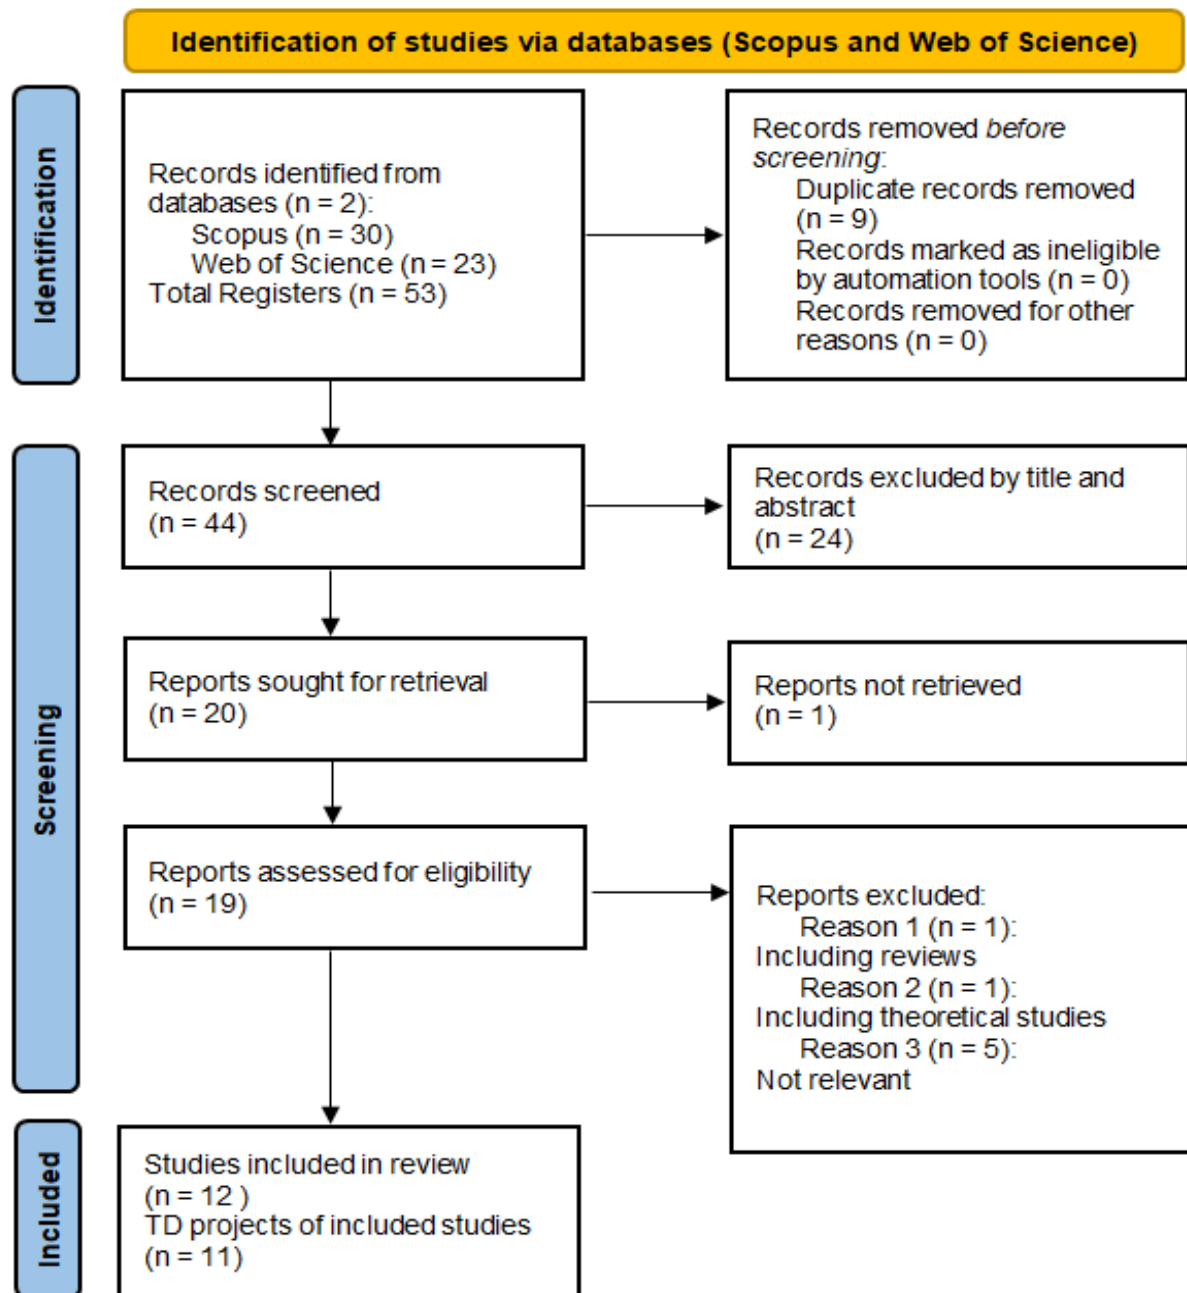 Identification of studies via databases (Scopus and Web of Science)
Identification
Records identified from
databases (n = 2):
Scopus (n = 30)
Web of Science (n = 23)
Total Registers (n = 53)
Records removed before
screening:
Duplicate records removed
(n = 9)
Records marked as ineligible
by automation tools (n = 0)
Records removed for other
reasons (n = 0)
Screening
Records screened
(n = 44)
Records excluded by title and
abstract
(n = 24)
Reports sought for retrieval
(n = 20)
Reports not retrieved
(n = 1)
Reports assessed for eligibility
(n = 19)
Reports excluded:
Reason 1 (n = 1):
Including reviews
Reason 2 (n = 1):
Including theoretical studies
Reason 3 (n = 5):
Not relevant
Included
Studies included in review
(n = 12 )
TD projects of included studies
(n = 11)